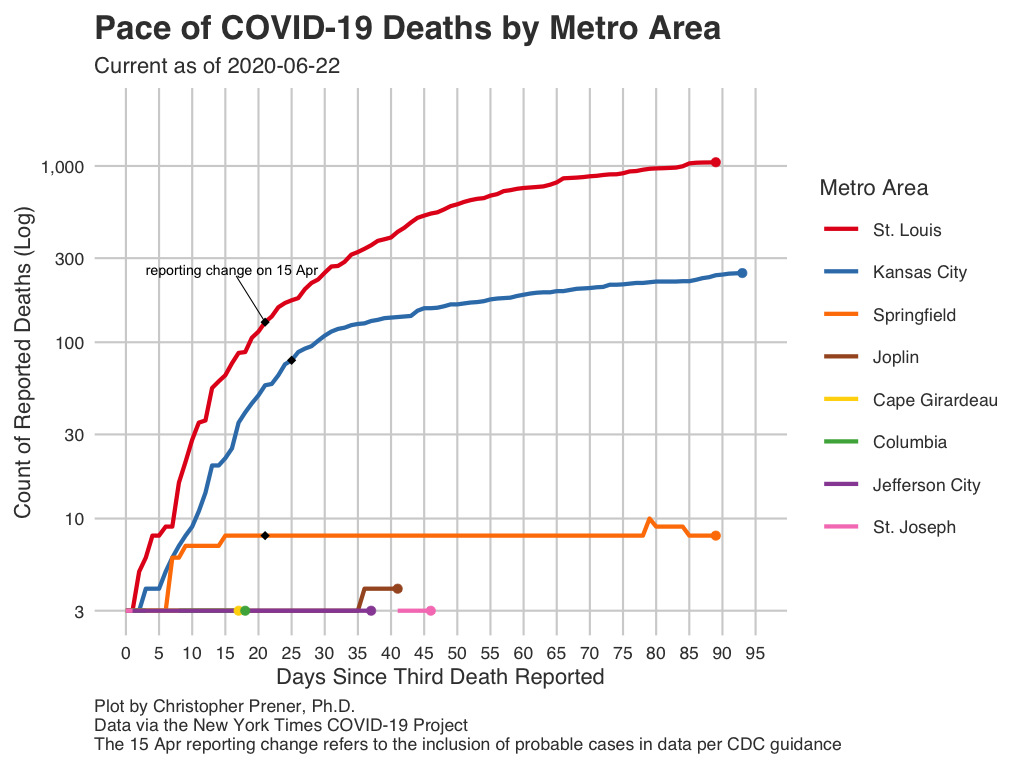 Pace of COVID-19 Deaths by Metro Area
Current as of 2020-06-22
Count of Reported Deaths (Log)
1,000
300
100
30
10
3
reporting change on 15 Apr
0 5 10 15 20 25 30 35 40 45 50 55 60 65 70 75 80 85 90 95
Days Since Third Death Reported
Metro Area
St. Louis
Kansas City
Springfield
Joplin
Cape Girardeau
Columbia
Jefferson City
St. Joseph
Plot by Christopher Prener, Ph.D.
Data via the New York Times COVID-19 Project
The 15 Apr reporting change refers to the inclusion of probable cases in data per CDC guidance